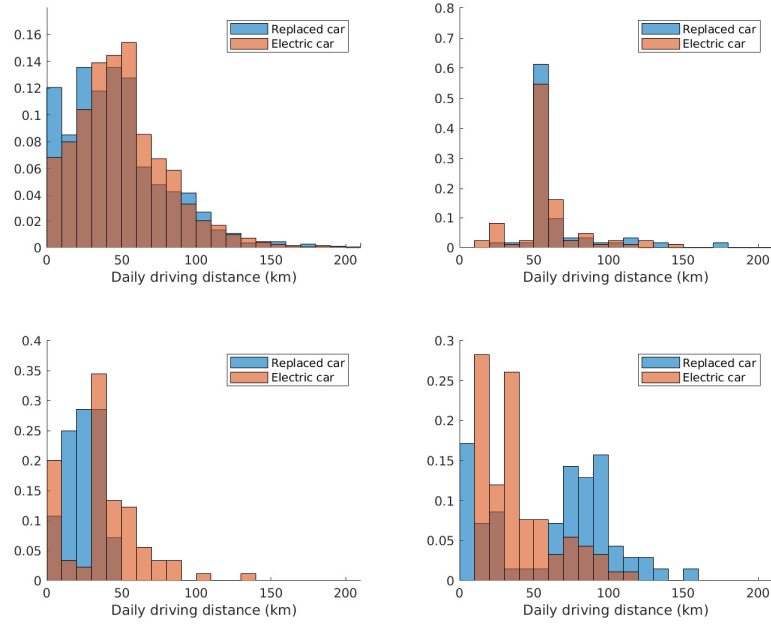 Replaced car
Electric car
0.16
0.14
0.12
0.1
0.08
0.06
0.04
0.02
0
0 50 100 150 200
Daily driving distance (km)
Replaced car
Electric car
0.8
0.7
0.6
0.5
0.4
0.3
0.2
0.1
0
0 50 100 150 200
Daily driving distance (km)
Replaced car
Electric car
0.4
0.35
0.3
0.25
0.2
0.15
0.1
0.05
0
0 50 100 150 200
Daily driving distance (km)
Replaced car
Electric car
0.3
0.25
0.2
0.15
0.1
0.05
0
0 50 100 150 200
Daily driving distance (km)